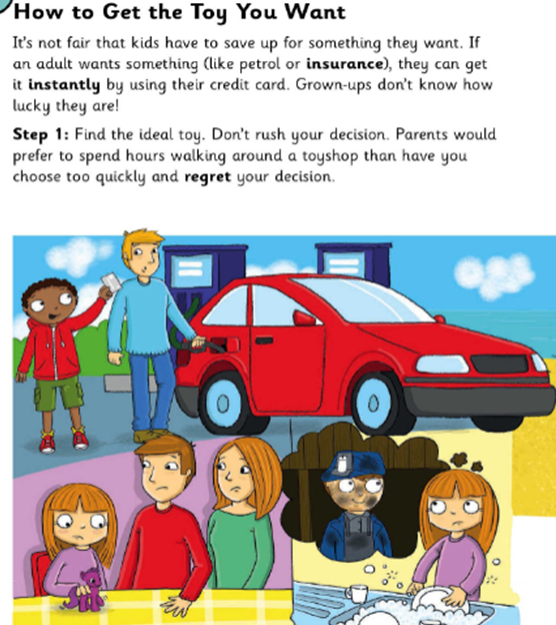 How to Get the Toy You Want
It's not fair that kids have to save up for something they want. If
an adult wants something (like petrol or insurance), they can get
it instantly by using their credit card. Grown-ups don't know how
lucky they are!
Step 1: Find the ideal toy. Don't rush your decision. Parents would
prefer to spend hours walking around a toyshop than have you
choose too quickly and regret your decision.